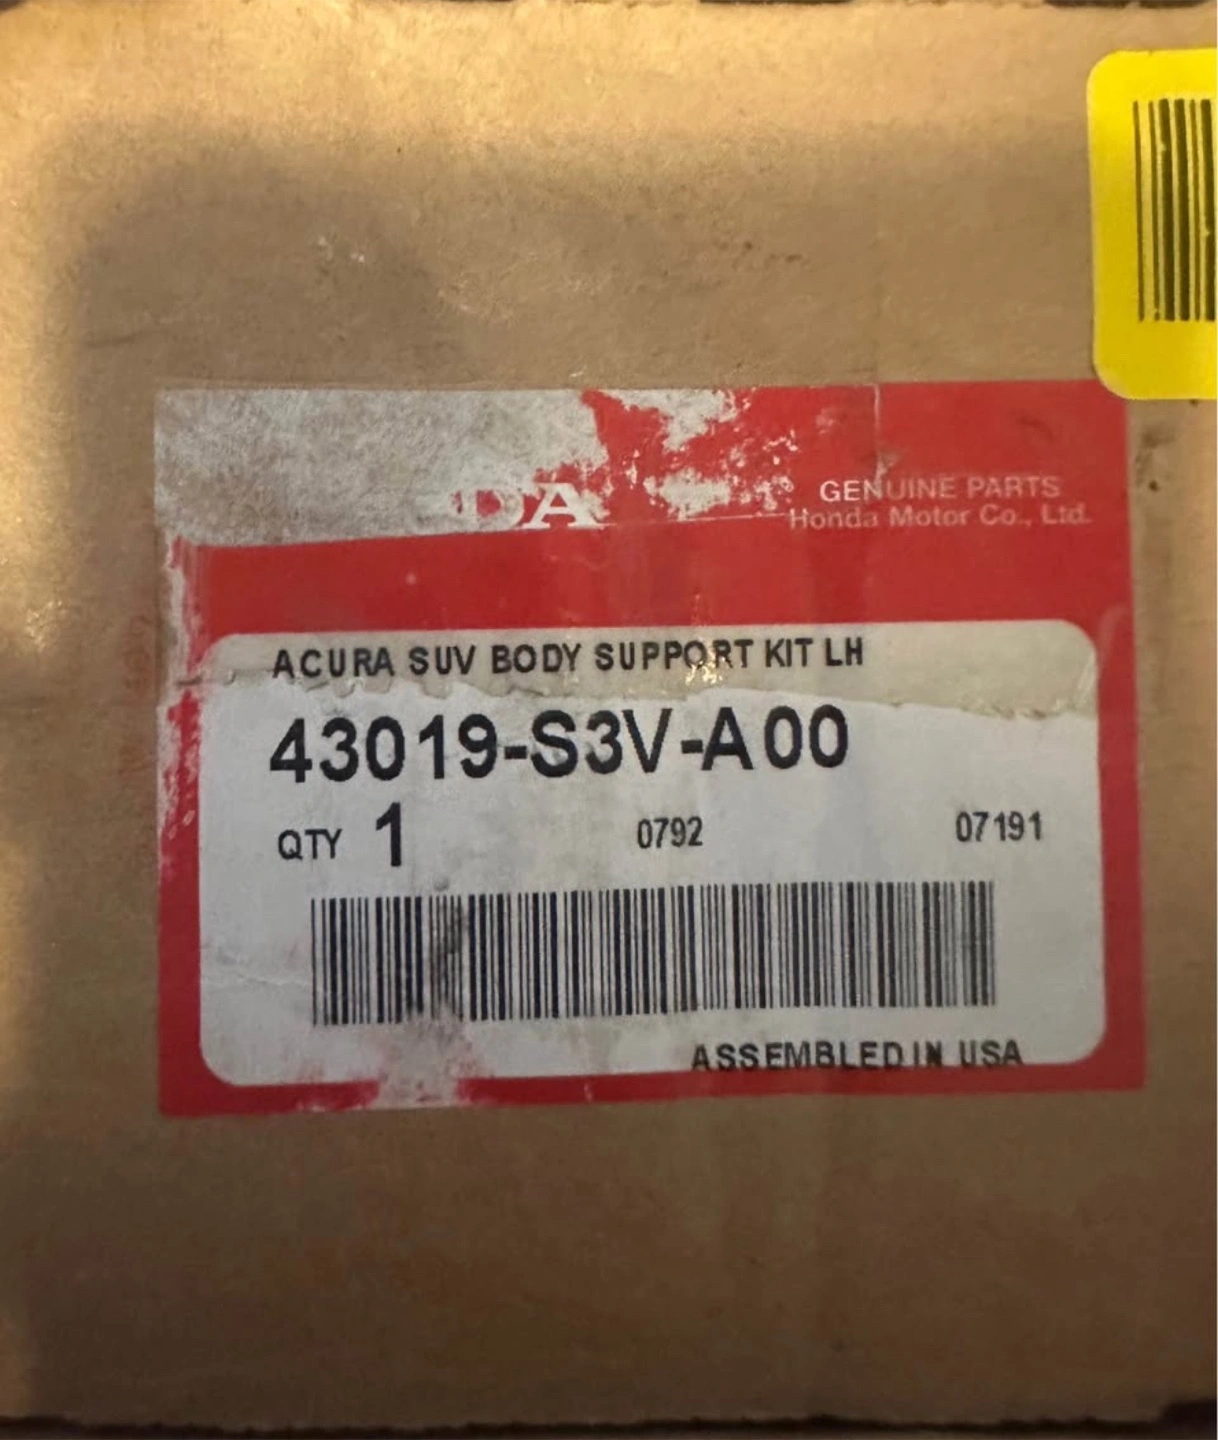 DA
GENUINE PARTS
Honda Motor Co., Ltd.
ACURA SUV BODY SUPPORT KIT LH
43019-S3V-A00
QTY 1 0792 07191
ASSEMBLED IN USA